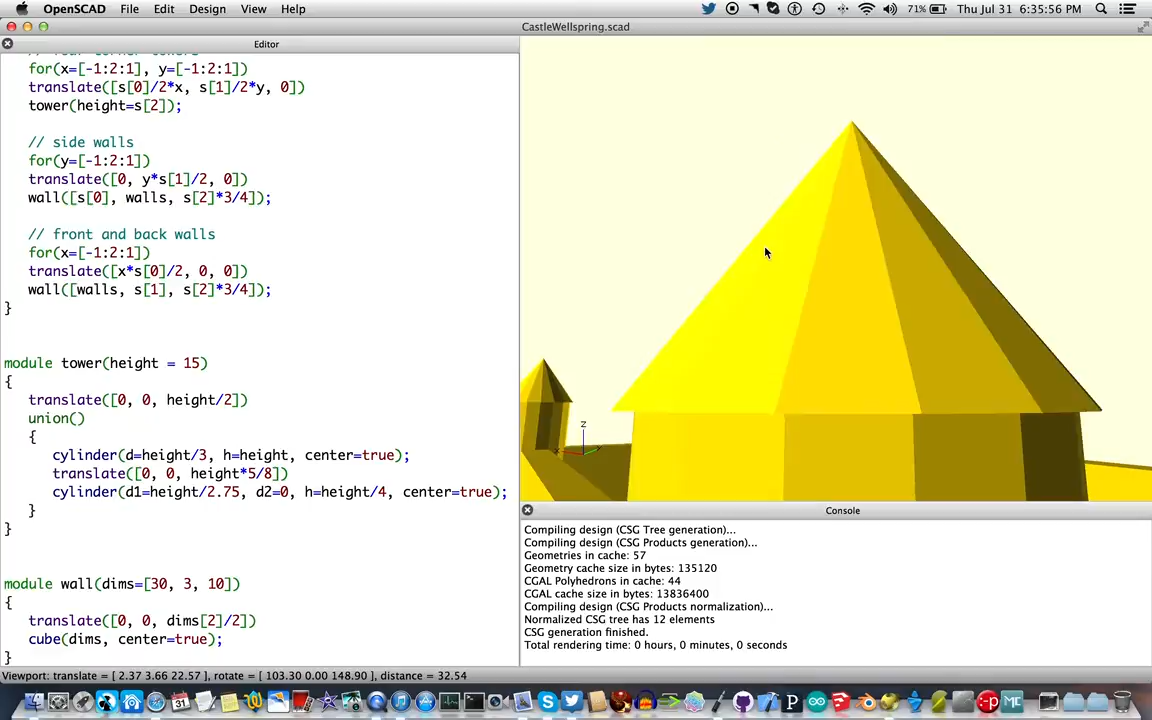 OpenSCAD File Edit Design View Help
71% Thu Jul 31 6:35:56 PM
CastleWellspring.scad
Editor
for(x=[-1:2:1], y=[-1:2:1])
translate([s[0]/2*x, s[1]/2*y, 0])
tower(height=s[2]);
// side walls
for(y=[-1:2:1])
translate([0, y*s[1]/2, 0])
wall([s[0], walls, s[2]*3/4]);
// front and back walls
for(x=[-1:2:1])
translate([x*s[0]/2, 0, 0])
wall([walls, s[1], s[2]*3/4]);
}
module tower(height = 15)
{
translate([0, 0, height/2])
union()
{
cylinder(d=height/3, h=height, center=true);
translate([0, 0, height*5/8])
cylinder(d1=height/2.75, d2=0, h=height/4, center=true);
}
}
module wall(dims=[30, 3, 10])
{
translate([0, 0, dims[2]/2])
cube(dims, center=true);
}
z
Console
Compiling design (CSG Tree generation)...
Compiling design (CSG Products generation)...
Geometries in cache: 57
Geometry cache size in bytes: 135120
CGAL Polyhedrons in cache: 44
CGAL cache size in bytes: 13836400
Compiling design (CSG Products normalization)...
Normalized CSG tree has 12 elements
CSG generation finished.
Total rendering time: 0 hours, 0 minutes, 0 seconds
Viewport: translate = [ 2.37 3.66 22.57 ], rotate = [ 103.30 0.00 148.90 ], distance = 32.54